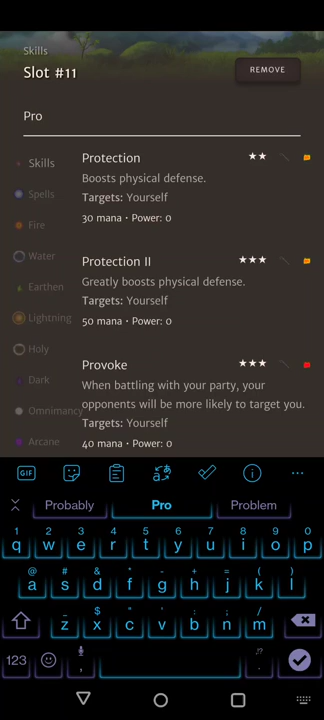 Skills
Slot #11
REMOVE
Pro
Skills
Spells
Fire
Water
Earthen
Lightning
Holy
Dark
Omnimancy
Arcane
Protection
Boosts physical defense.
Targets: Yourself
30 mana • Power: 0
Protection II
Greatly boosts physical defense.
Targets: Yourself
50 mana • Power: 0
Provoke
When battling with your party, your
opponents will be more likely to target you.
Targets: Yourself
40 mana • Power: 0
GIF
Probably Pro Problem
1 2 3 4 5 6 7 8 9 0
q w e r t y u i o p
@ # & * - + = ( )
a s d f g h j k l
_ $ " ' : ; /
z x c v b n m
123 , .
!?